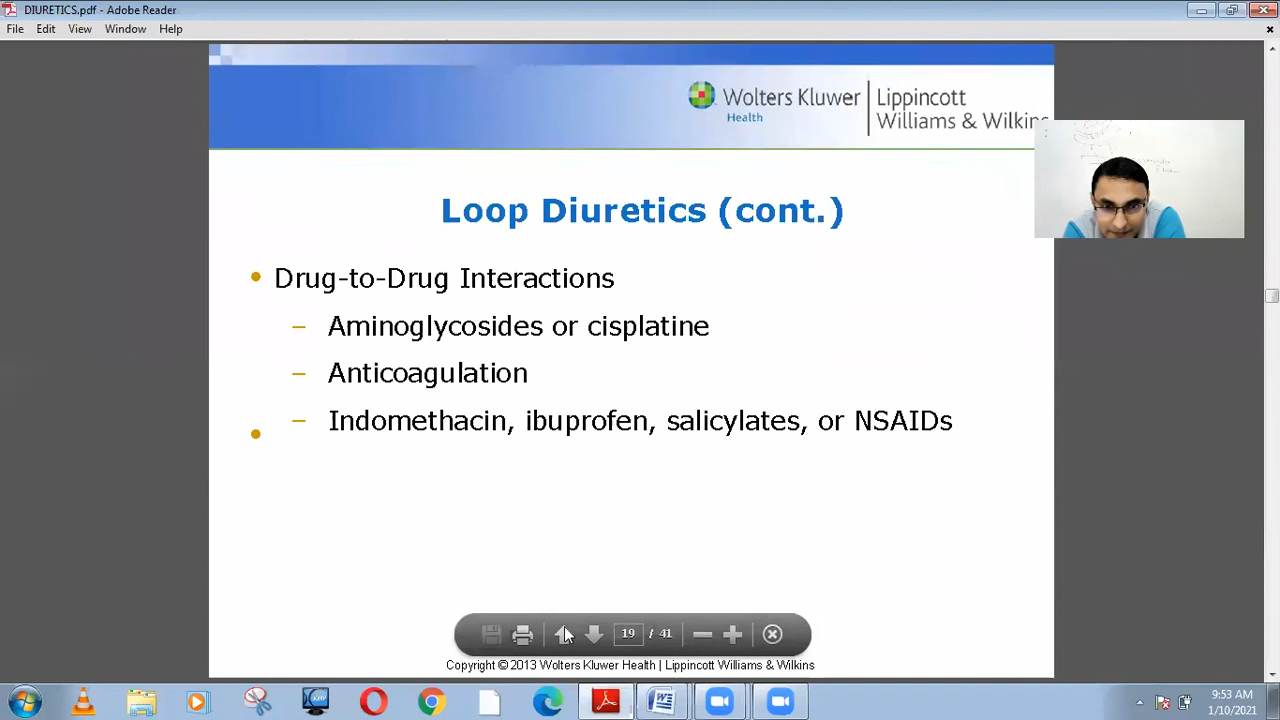 DIURETICS.pdf - Adobe Reader
File Edit View Window Help
Wolters Kluwer
Health
Lippincott
Williams & Wilkins
Loop Diuretics (cont.)
• Drug-to-Drug Interactions
– Aminoglycosides or cisplatine
– Anticoagulation
– Indomethacin, ibuprofen, salicylates, or NSAIDs
•
19 / 41
Copyright © 2013 Wolters Kluwer Health | Lippincott Williams & Wilkins
9:53 AM
1/10/2021